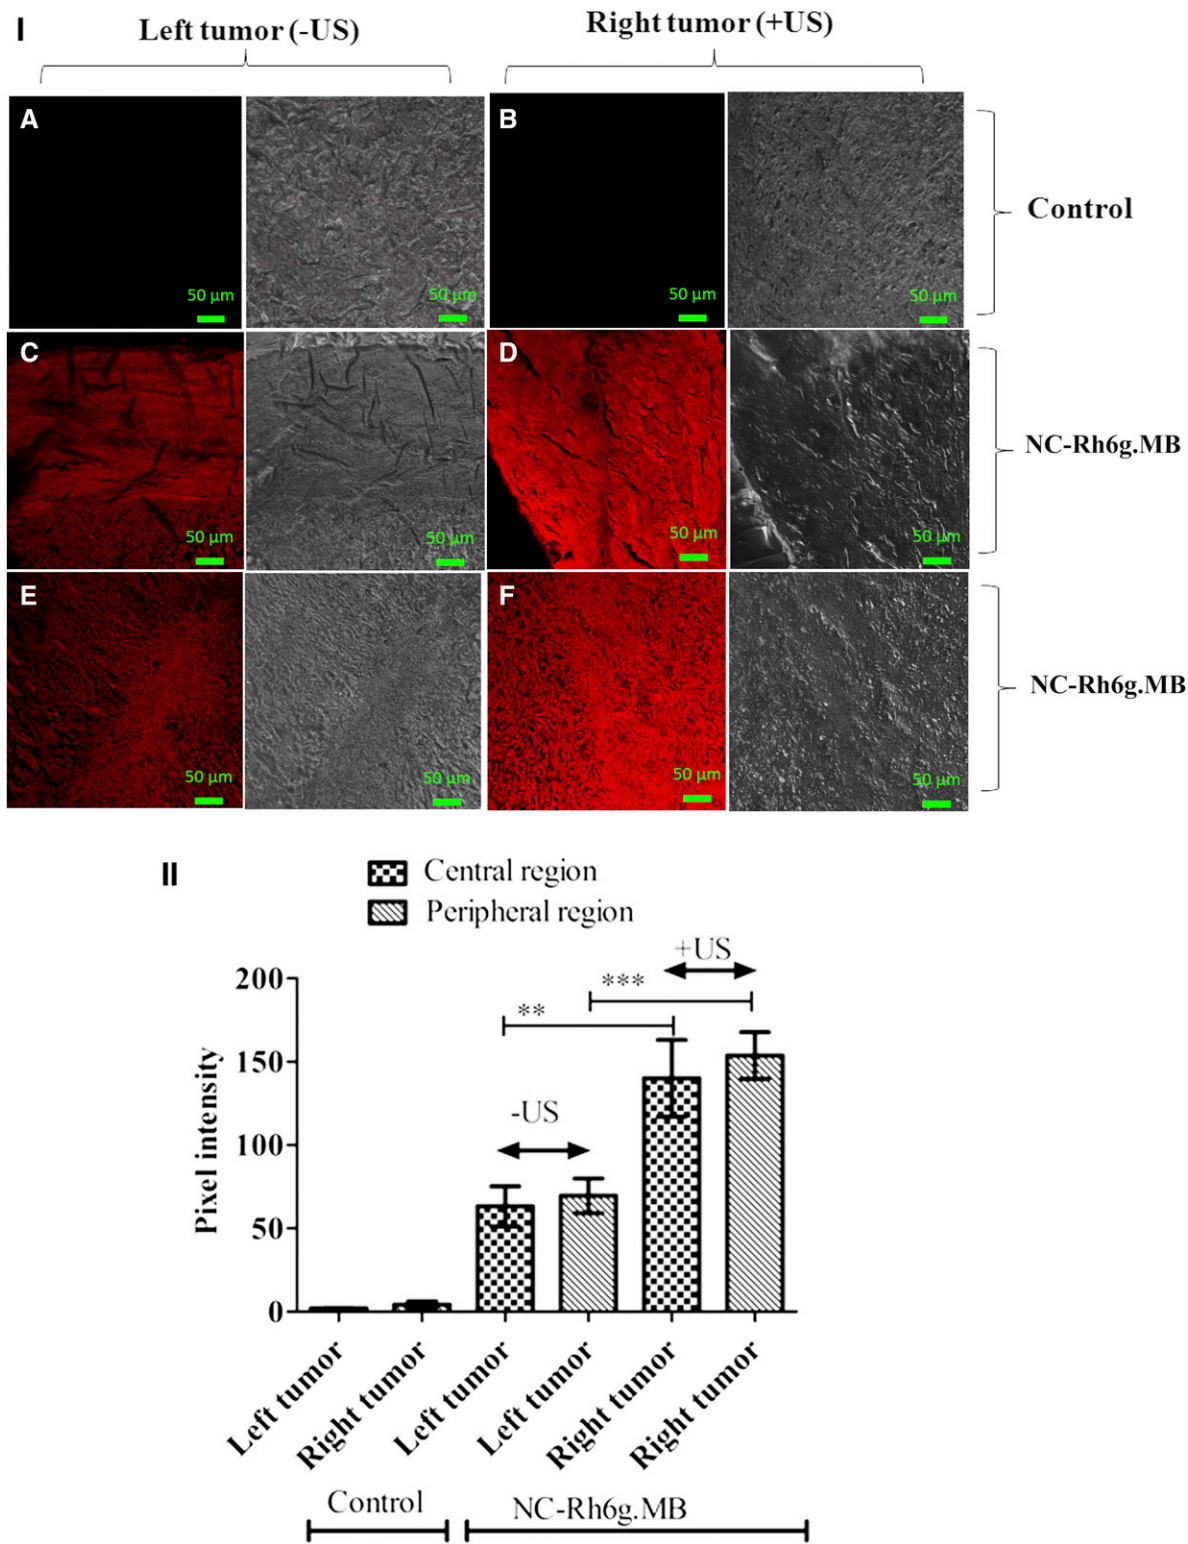 I
Left tumor (-US)
Right tumor (+US)
A
50 µm
50 µm
B
50 µm
50 µm
Control
C
50 µm
50 µm
D
50 µm
50 µm
NC-Rh6g.MB
E
50 µm
50 µm
F
50 µm
50 µm
NC-Rh6g.MB
II
Central region
Peripheral region
+US
***
**
-US
Pixel intensity
200
150
100
50
0
Left tumor
Right tumor
Left tumor
Left tumor
Right tumor
Right tumor
Control
NC-Rh6g.MB